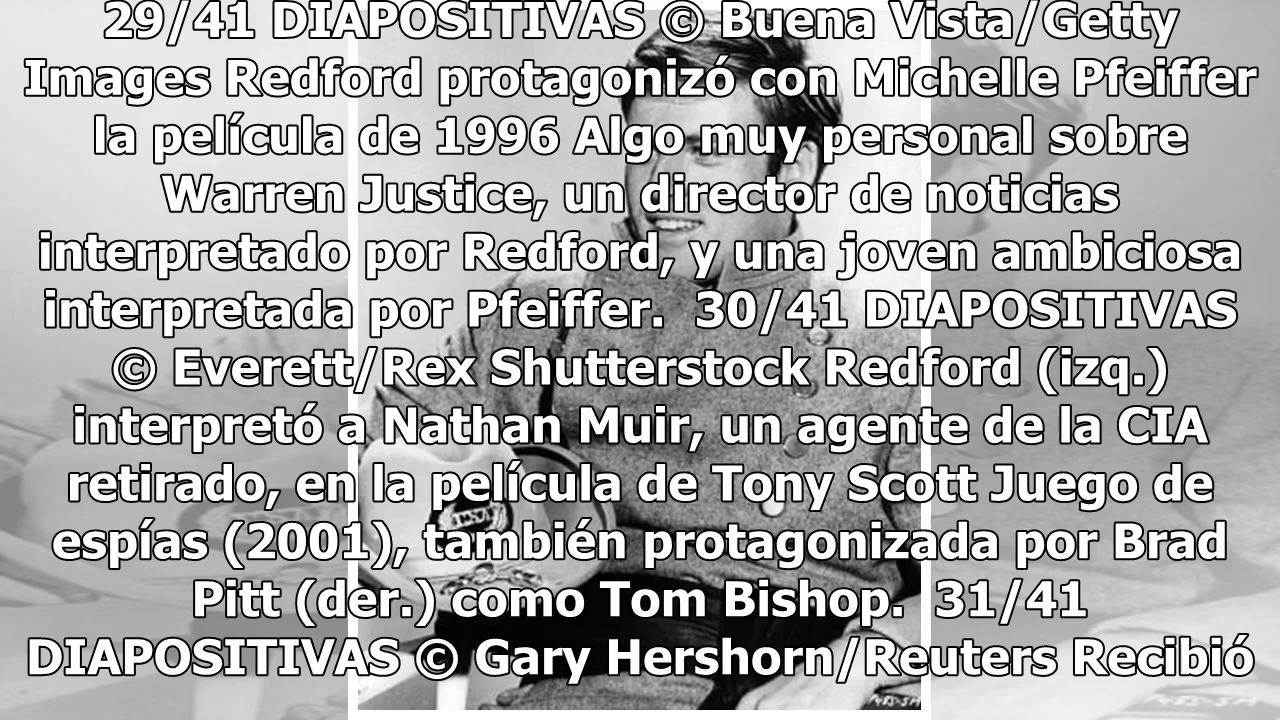 29/41 DIAPOSITIVAS © Buena Vista/Getty
Images Redford protagonizó con Michelle Pfeiffer
la película de 1996 Algo muy personal sobre
Warren Justice, un director de noticias
interpretado por Redford, y una joven ambiciosa
interpretada por Pfeiffer.  30/41 DIAPOSITIVAS
© Everett/Rex Shutterstock Redford (izq.)
interpretó a Nathan Muir, un agente de la CIA
retirado, en la película de Tony Scott Juego de
espías (2001), también protagonizada por Brad
Pitt (der.) como Tom Bishop.  31/41
DIAPOSITIVAS © Gary Hershorn/Reuters Recibió